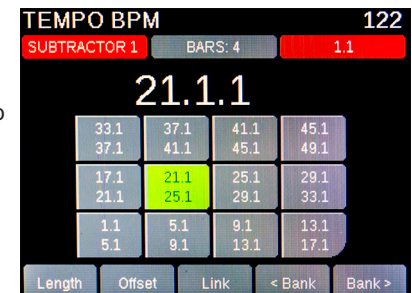 TEMPO BPM 122
SUBTRACTOR 1 BARS: 4 1.1
21.1.1
33.1 37.1 41.1 45.1
37.1 41.1 45.1 49.1
17.1 21.1 25.1 29.1
21.1 25.1 29.1 33.1
1.1 5.1 9.1 13.1
5.1 9.1 13.1 17.1
Length Offset Link < Bank Bank >